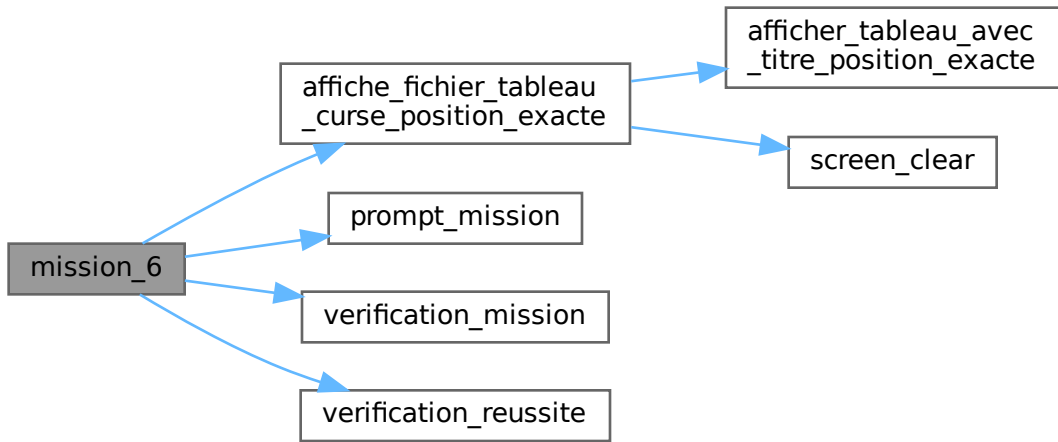 mission_6
affiche_fichier_tableau
_curse_position_exacte
afficher_tableau_avec
_titre_position_exacte
screen_clear
prompt_mission
verification_mission
verification_reussite